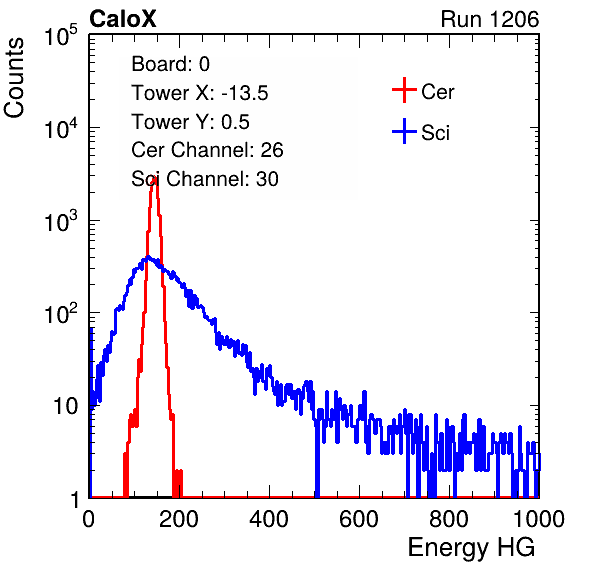 CaloX Run 1206
Counts
10^5
10^4
10^3
10^2
10
1
Board: 0
Tower X: -13.5
Tower Y: 0.5
Cer Channel: 26
Sci Channel: 30
Cer
Sci
0 200 400 600 800 1000
Energy HG